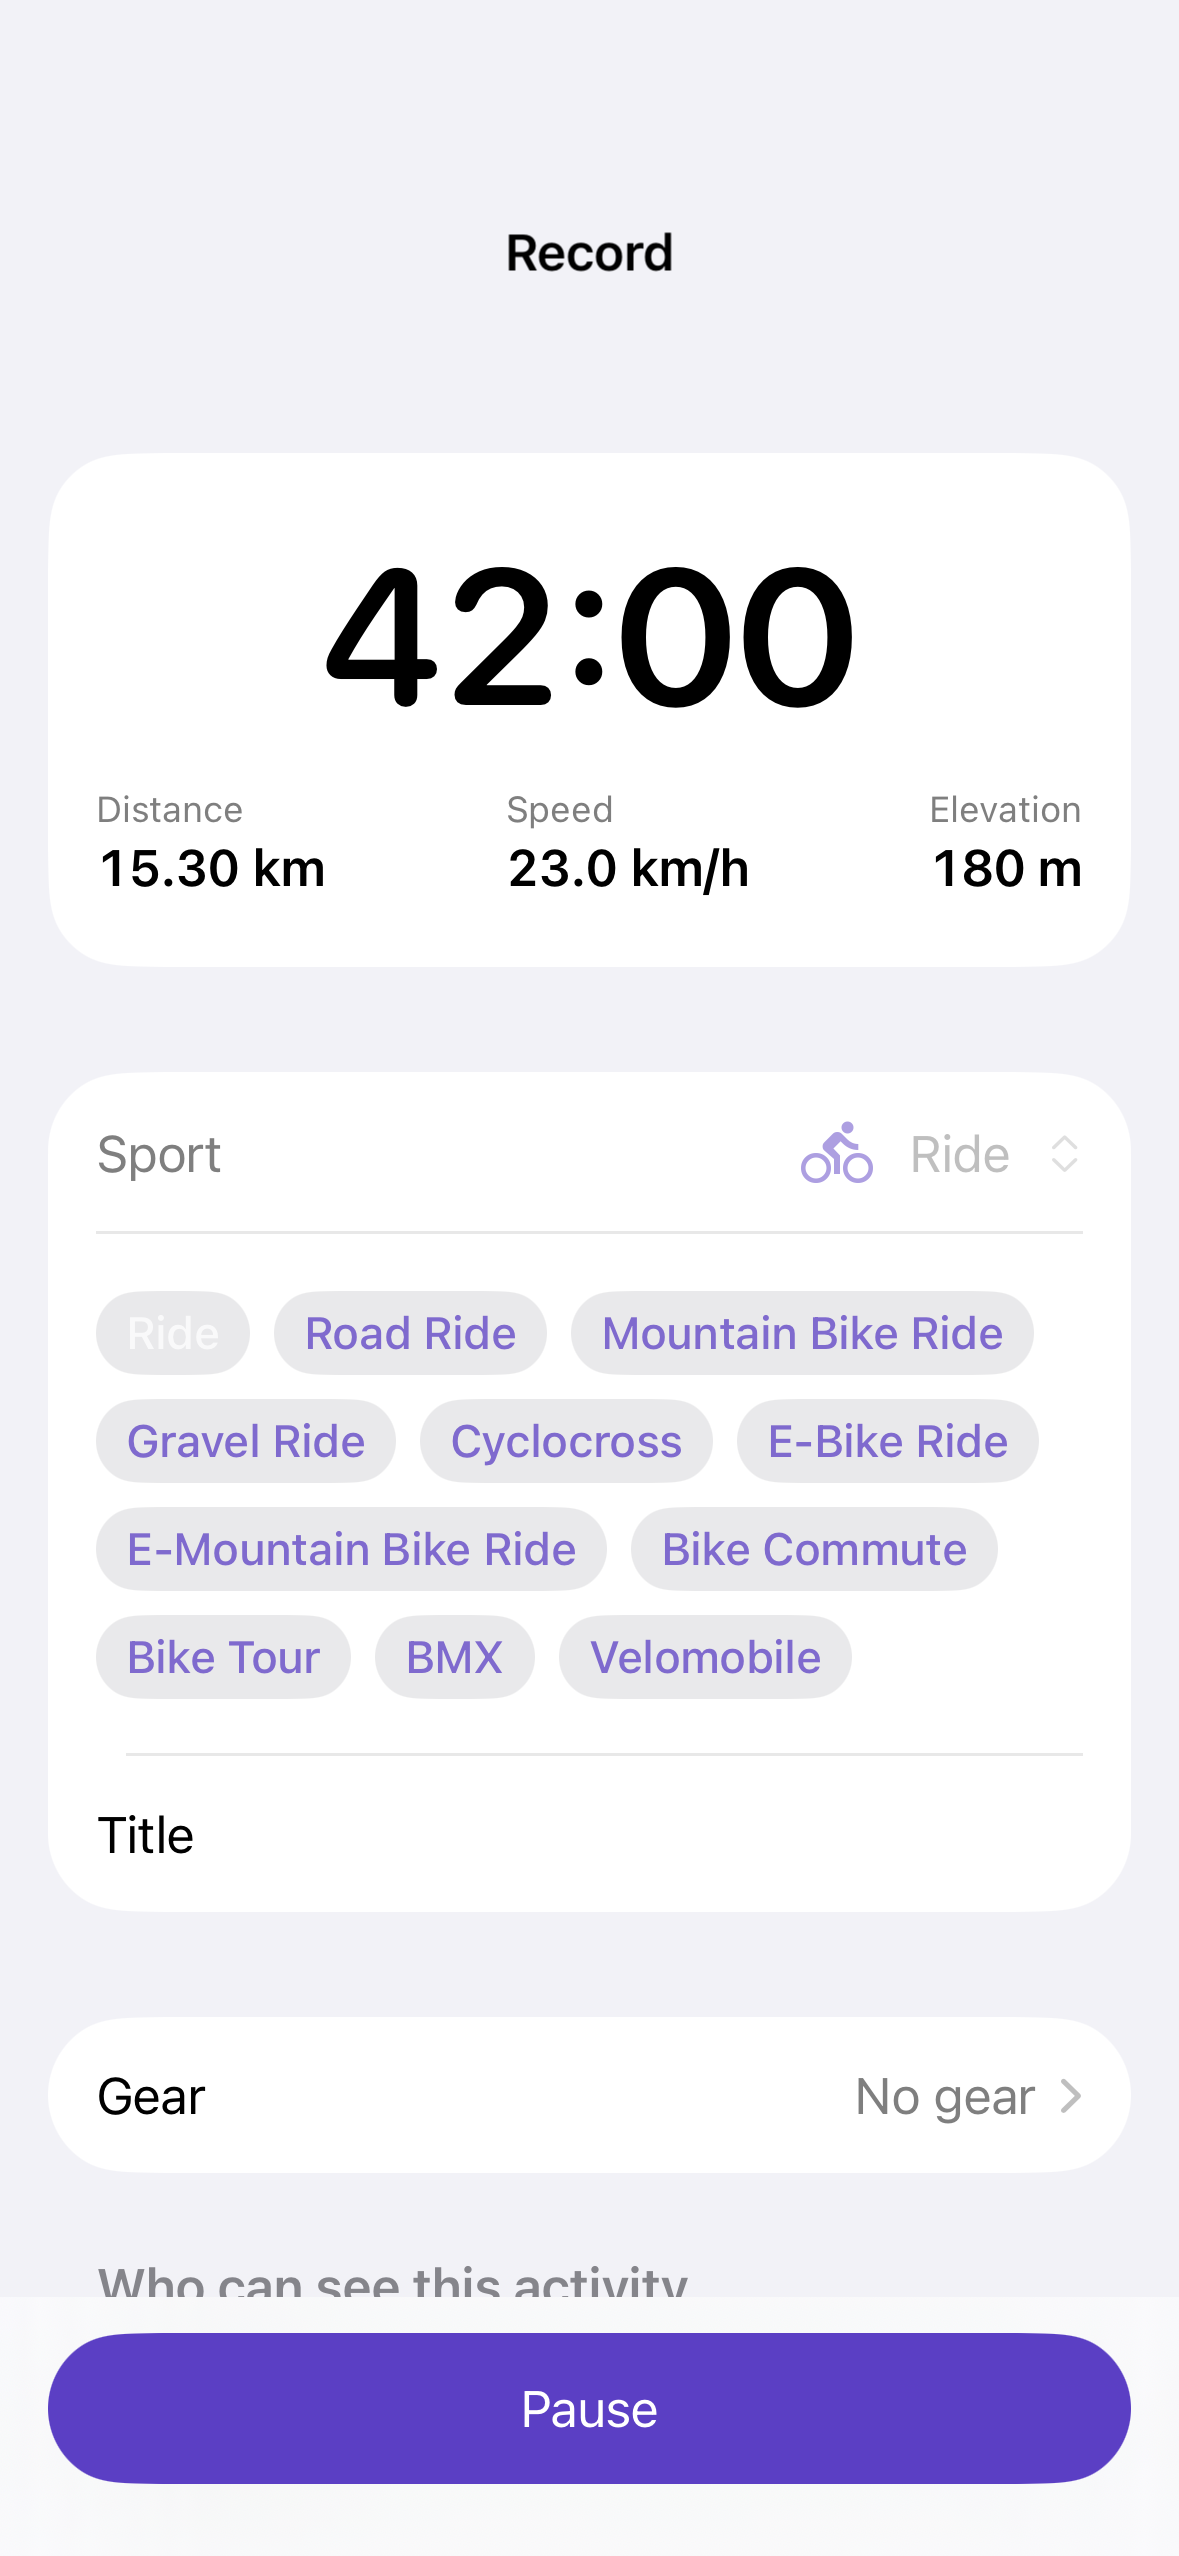 Record
42:00
Distance Speed Elevation
15.30 km 23.0 km/h 180 m
Sport Ride
Ride Road Ride Mountain Bike Ride
Gravel Ride Cyclocross E-Bike Ride
E-Mountain Bike Ride Bike Commute
Bike Tour BMX Velomobile
Title
Gear No gear
Who can see this activity
Pause